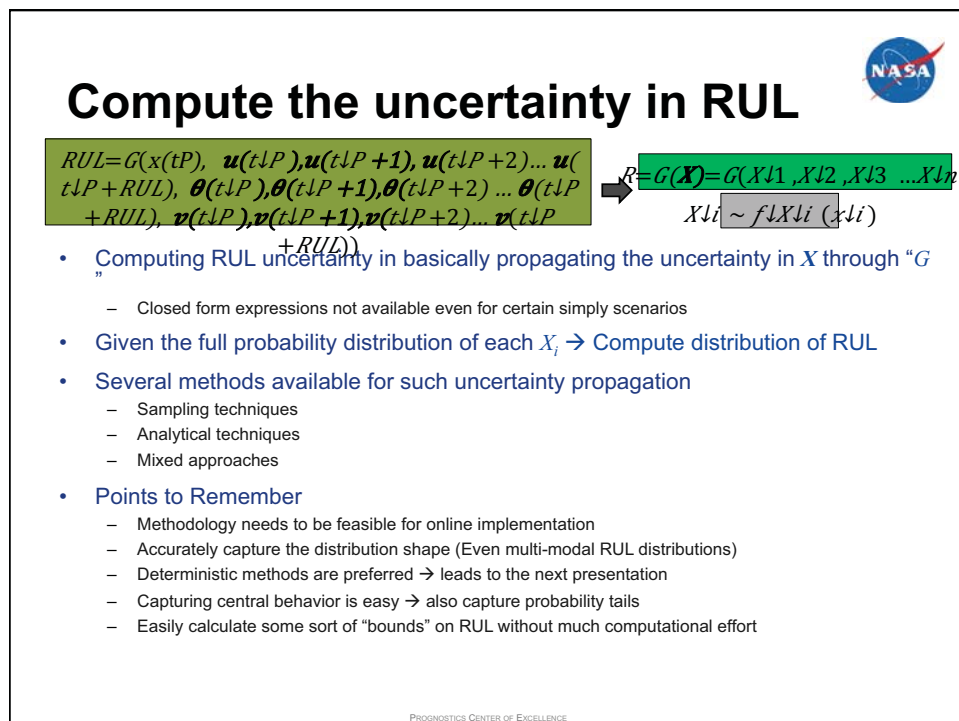 NASA
Compute the uncertainty in RUL
RUL=G(x(tP), u(t↓P ),u(t↓P +1), u(t↓P +2)… u(
t↓P +RUL), θ(t↓P ),θ(t↓P +1),θ(t↓P +2) … θ(t↓P
+RUL), v(t↓P ),v(t↓P +1),v(t↓P +2)… v(t↓P
+RUL))
R=G(X)=G(X↓1 ,X↓2 ,X↓3 …X↓n
X↓i ~ f↓X↓i (x↓i )
• Computing RUL uncertainty in basically propagating the uncertainty in X through “G
”
– Closed form expressions not available even for certain simply scenarios
• Given the full probability distribution of each Xi → Compute distribution of RUL
• Several methods available for such uncertainty propagation
– Sampling techniques
– Analytical techniques
– Mixed approaches
• Points to Remember
– Methodology needs to be feasible for online implementation
– Accurately capture the distribution shape (Even multi-modal RUL distributions)
– Deterministic methods are preferred → leads to the next presentation
– Capturing central behavior is easy → also capture probability tails
– Easily calculate some sort of “bounds” on RUL without much computational effort
PROGNOSTICS CENTER OF EXCELLENCE